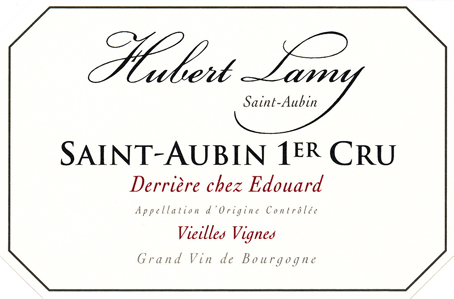 Hubert Lamy
Saint-Aubin
SAINT-AUBIN 1ER CRU
Derrière chez Edouard
Appellation d'Origine Contrôlée
Vieilles Vignes
Grand Vin de Bourgogne